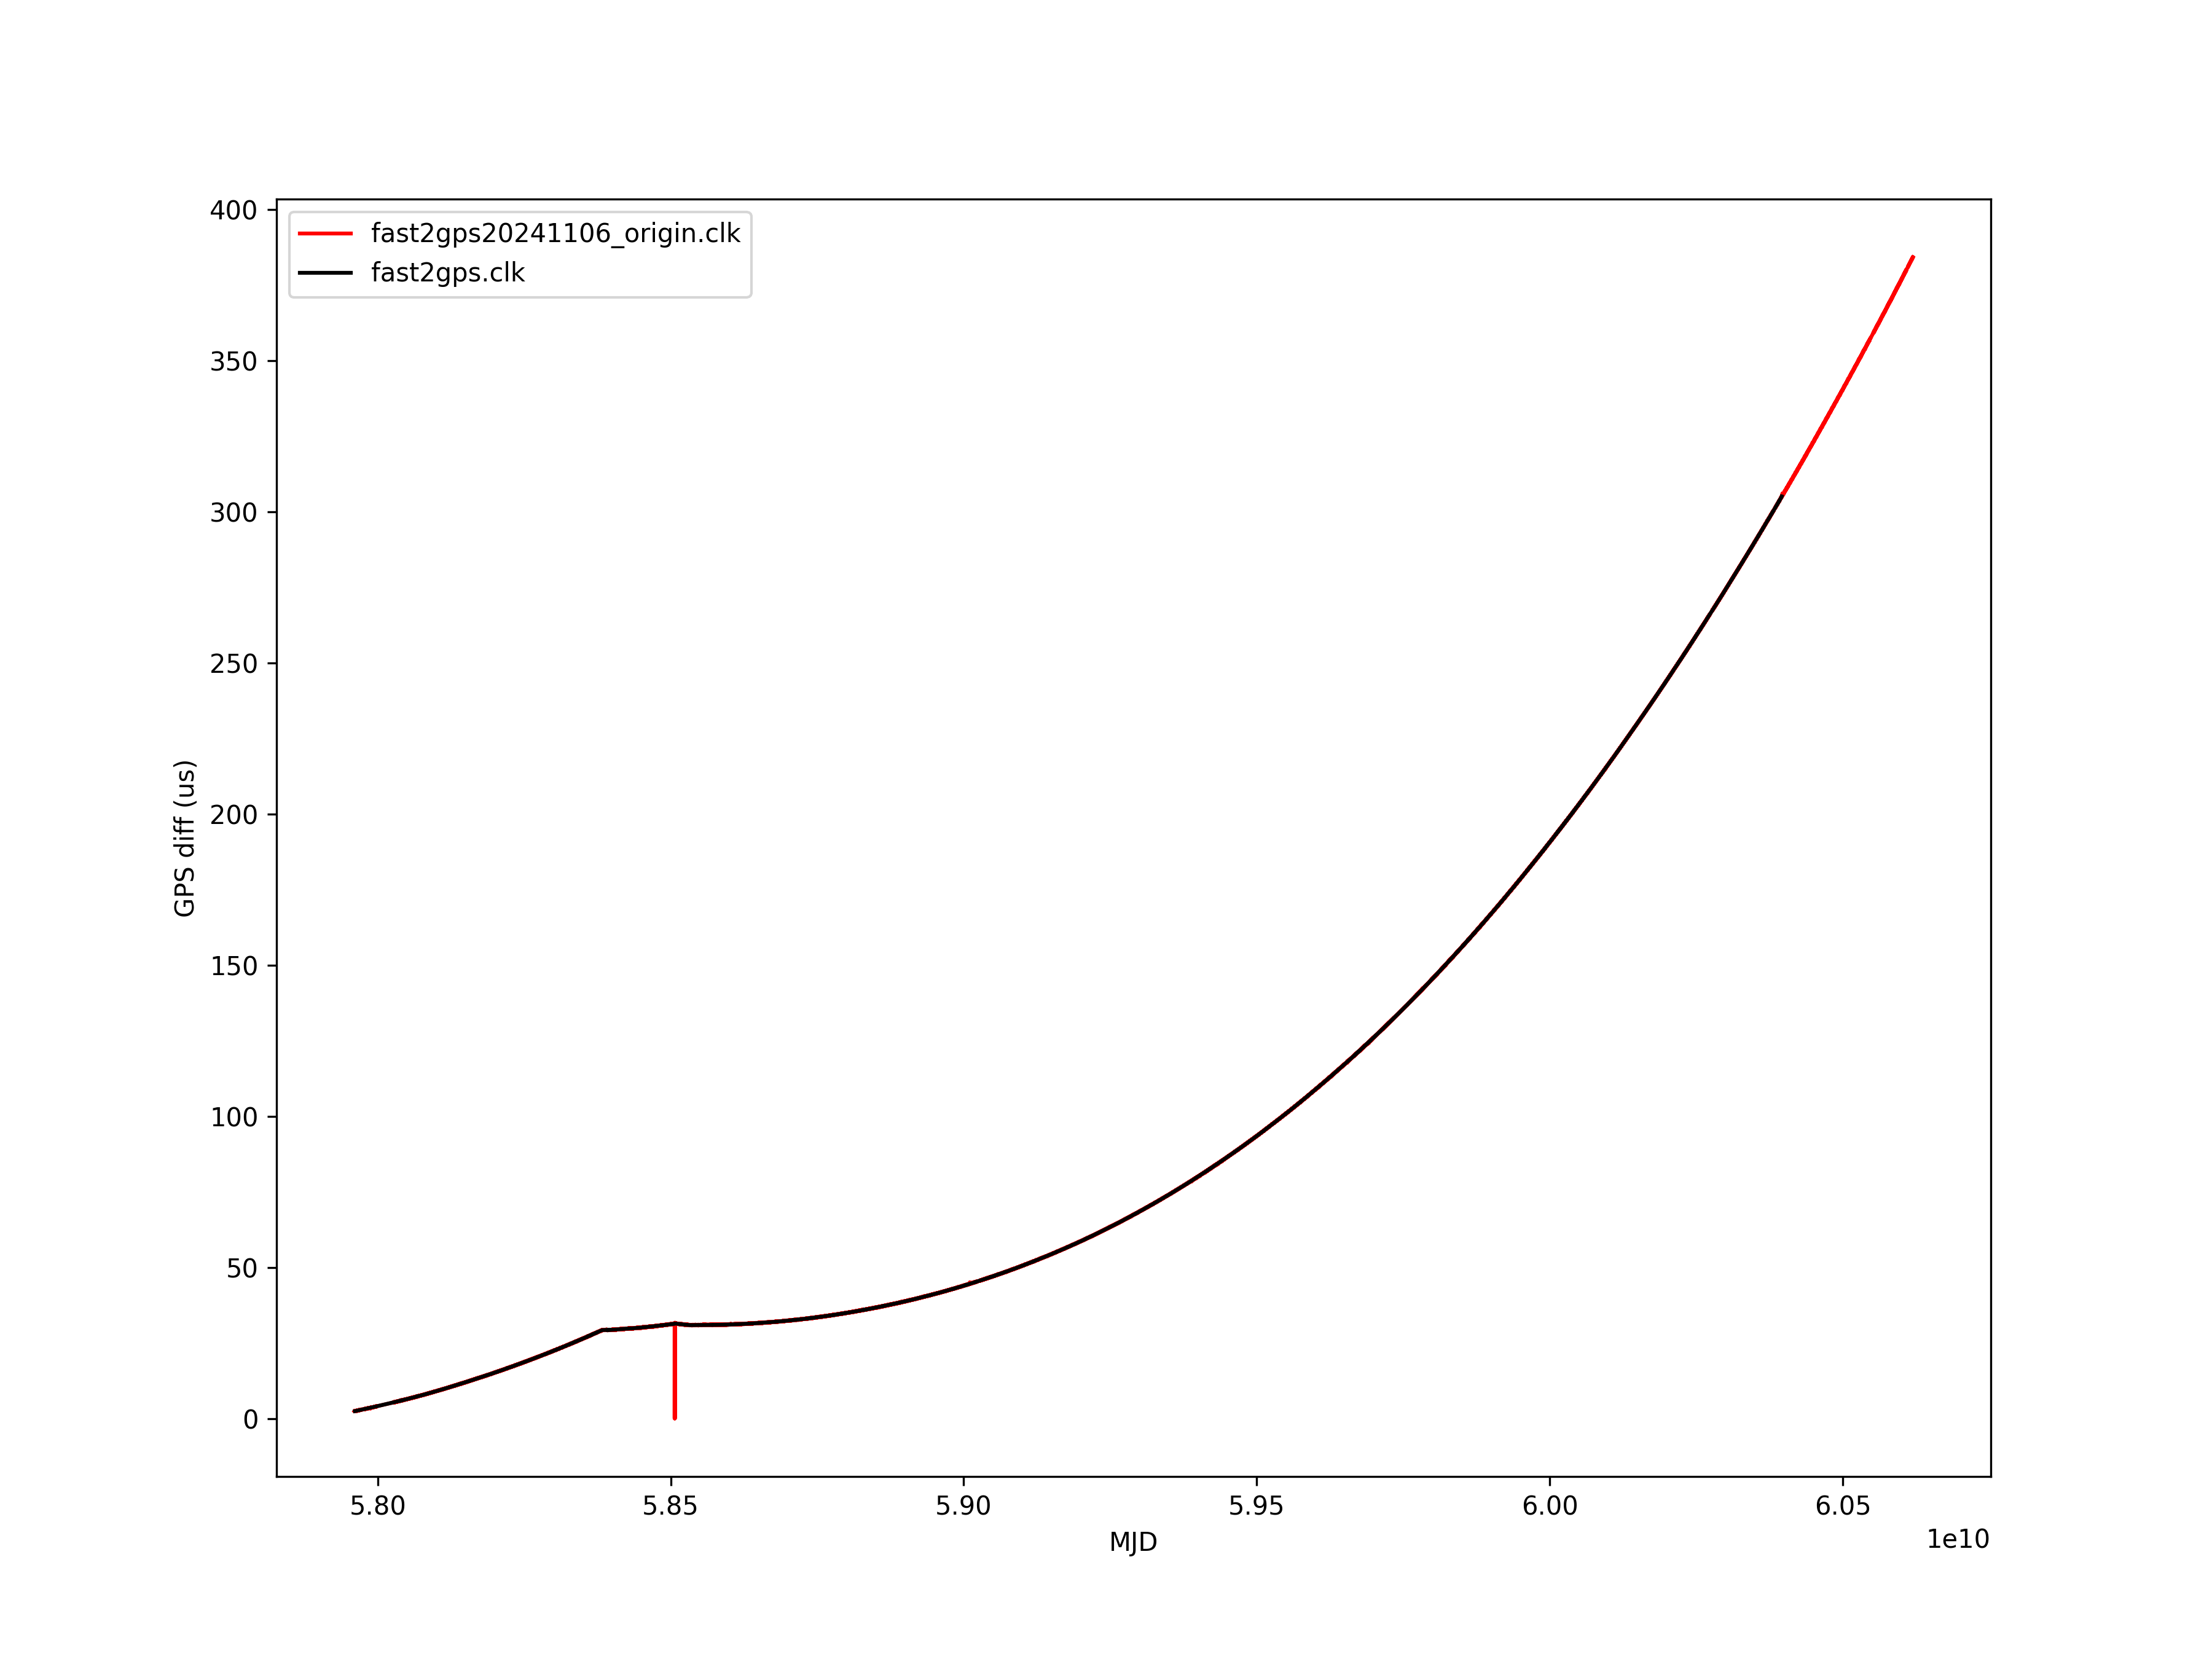 fast2gps20241106_origin.clk
fast2gps.clk
400
350
300
250
200
150
100
50
0
GPS diff (us)
5.80 5.85 5.90 5.95 6.00 6.05
MJD
1e10